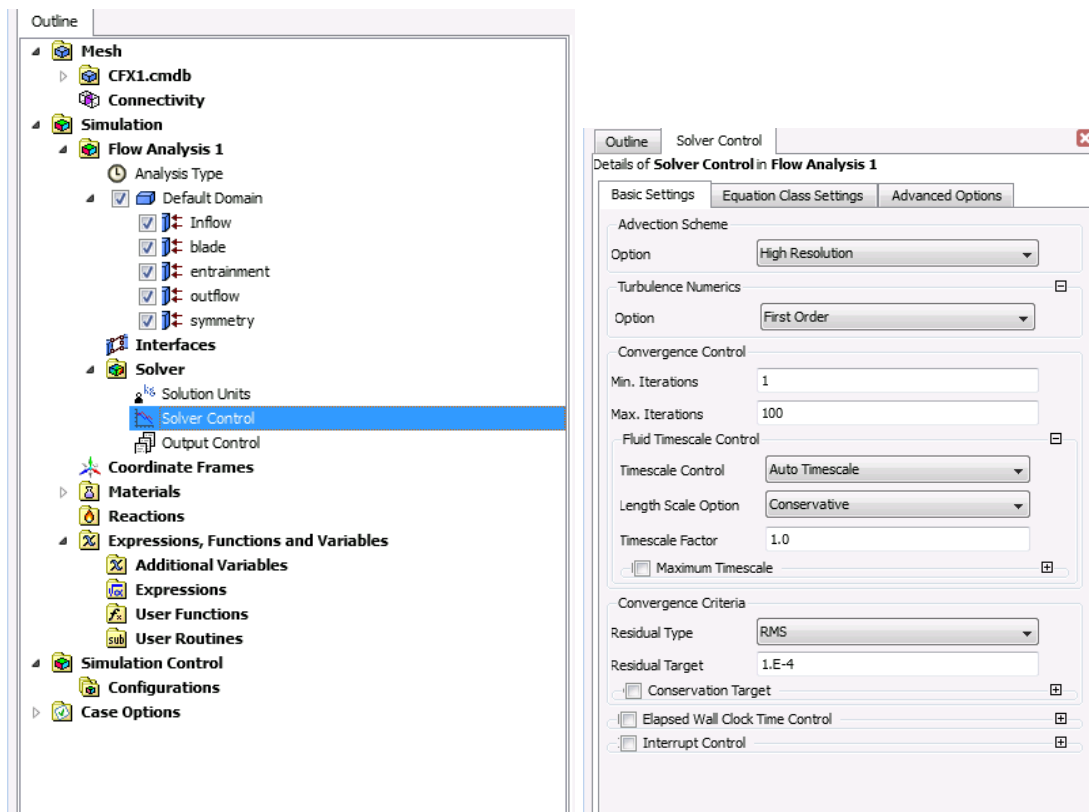 Outline
Mesh
CFX1.cmdb
Connectivity
Simulation
Flow Analysis 1
Analysis Type
Default Domain
Inflow
blade
entrainment
outflow
symmetry
Interfaces
Solver
Solution Units
Solver Control
Output Control
Coordinate Frames
Materials
Reactions
Expressions, Functions and Variables
Additional Variables
Expressions
User Functions
User Routines
Simulation Control
Configurations
Case Options
Outline Solver Control
Details of Solver Control in Flow Analysis 1
Basic Settings Equation Class Settings Advanced Options
Advection Scheme
Option High Resolution
Turbulence Numerics
Option First Order
Convergence Control
Min. Iterations 1
Max. Iterations 100
Fluid Timescale Control
Timescale Control Auto Timescale
Length Scale Option Conservative
Timescale Factor 1.0
Maximum Timescale
Convergence Criteria
Residual Type RMS
Residual Target 1.E-4
Conservation Target
Elapsed Wall Clock Time Control
Interrupt Control